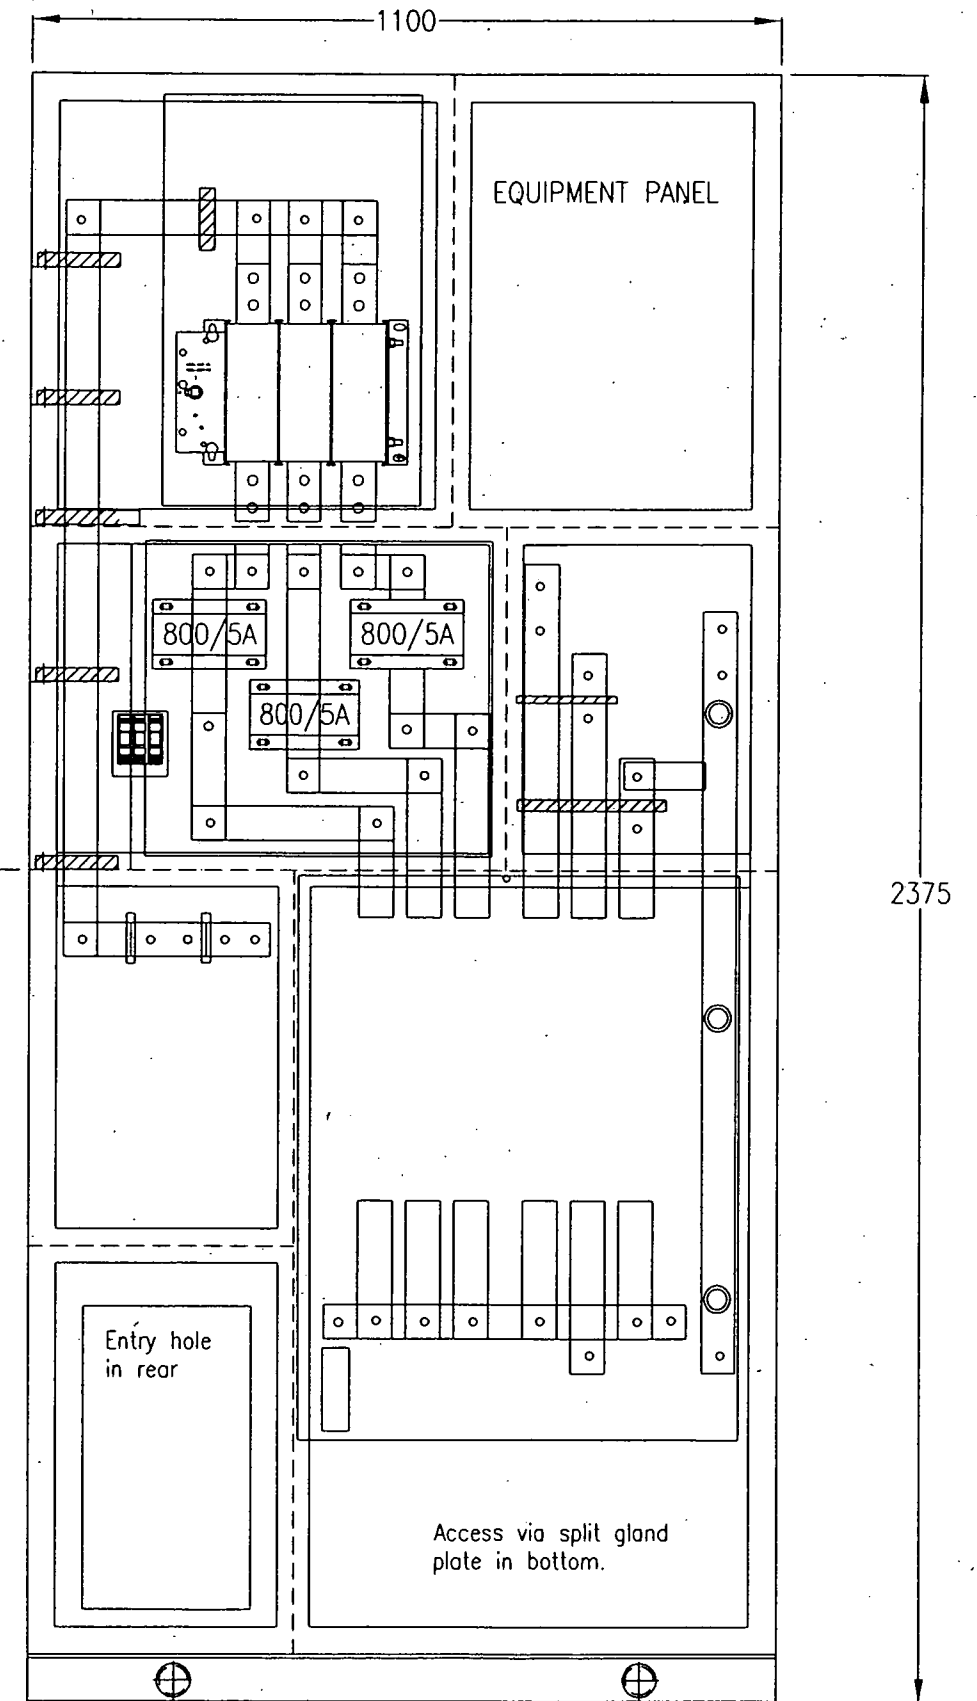 1100
EQUIPMENT PANEL
800/5A
800/5A
800/5A
2375
Entry hole
in rear
Access via split gland
plate in bottom.